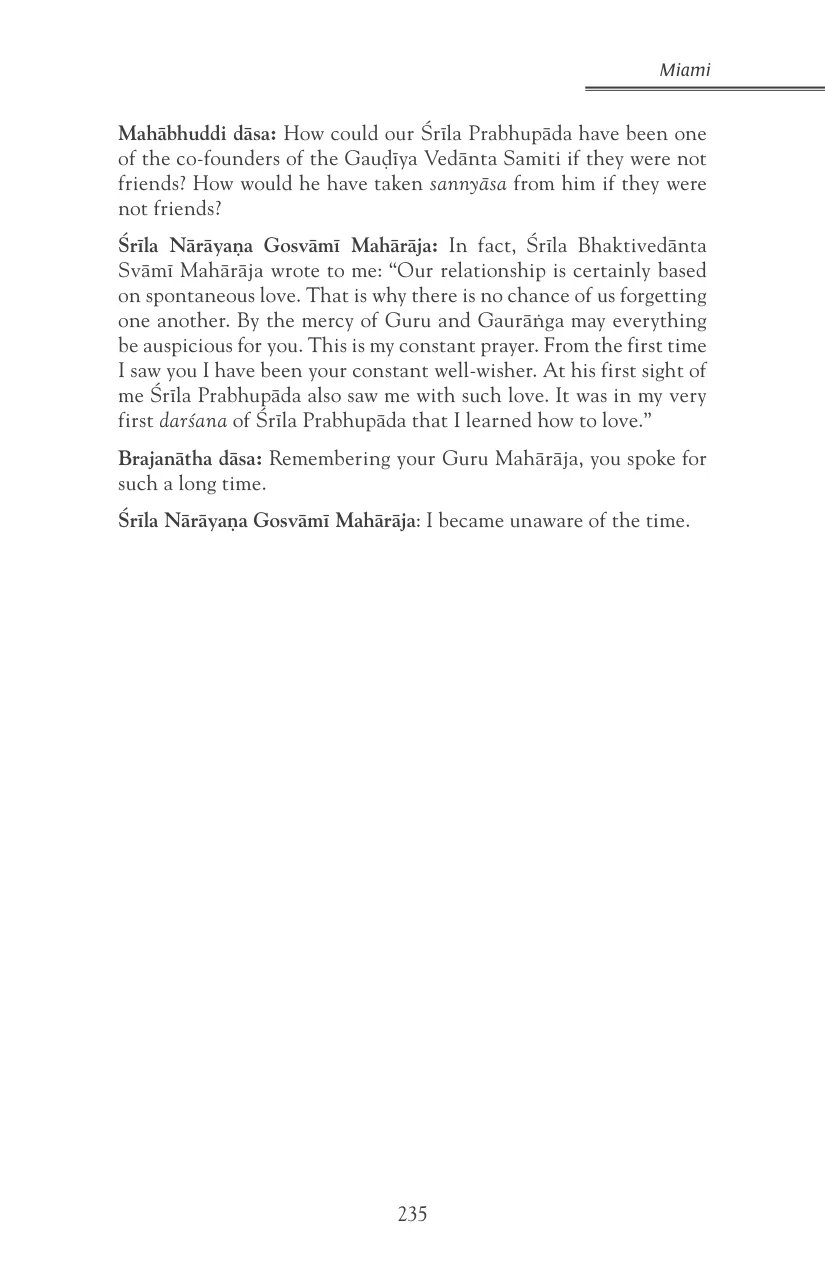 Miami
Mahābhuddi dāsa: How could our Śrīla Prabhupāda have been one
of the co-founders of the Gauḍīya Vedānta Samiti if they were not
friends? How would he have taken sannyāsa from him if they were
not friends?
Śrīla Nārāyaṇa Gosvāmī Mahārāja: In fact, Śrīla Bhaktivedānta
Svāmī Mahārāja wrote to me: “Our relationship is certainly based
on spontaneous love. That is why there is no chance of us forgetting
one another. By the mercy of Guru and Gaurāṅga may everything
be auspicious for you. This is my constant prayer. From the first time
I saw you I have been your constant well-wisher. At his first sight of
me Śrīla Prabhupāda also saw me with such love. It was in my very
first darśana of Śrīla Prabhupāda that I learned how to love.”
Brajanātha dāsa: Remembering your Guru Mahārāja, you spoke for
such a long time.
Śrīla Nārāyaṇa Gosvāmī Mahārāja: I became unaware of the time.
235